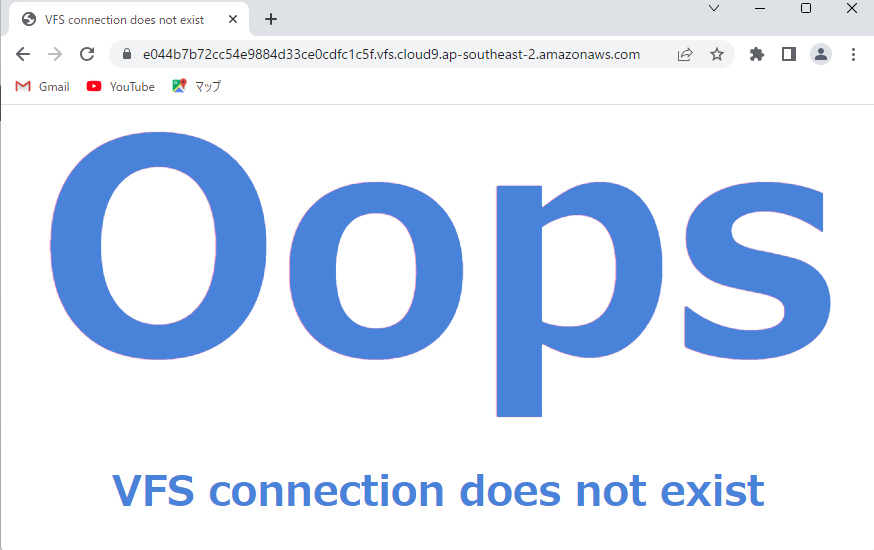 VFS connection does not exist
e044b7b72cc54e9884d33ce0cdfc1c5f.vfs.cloud9.ap-southeast-2.amazonaws.com
Gmail YouTube マップ
Oops
VFS connection does not exist